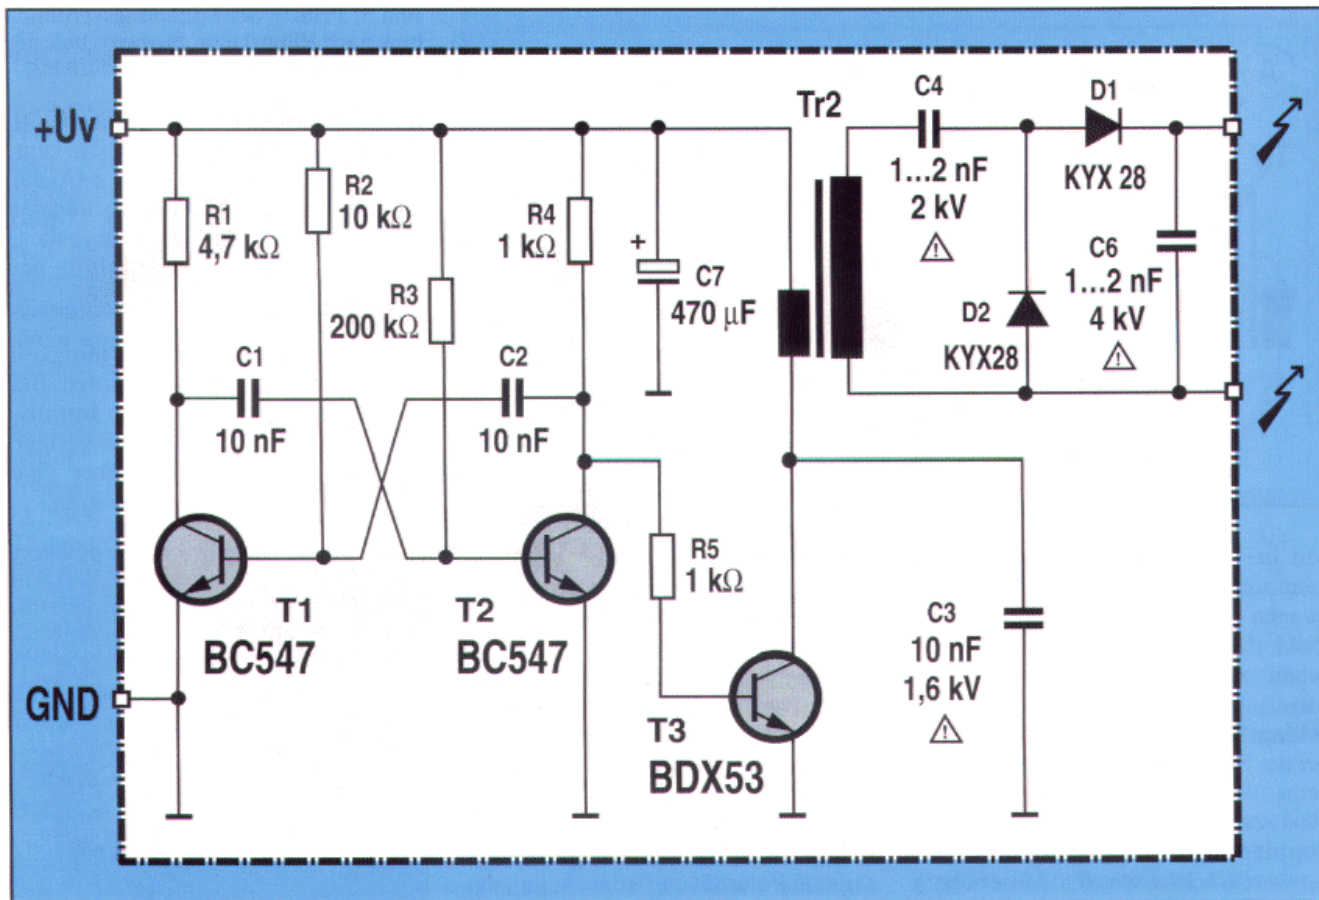 +Uv
GND
R1
4,7 kΩ
R2
10 kΩ
R3
200 kΩ
R4
1 kΩ
C1
10 nF
C2
10 nF
T1
BC547
T2
BC547
+
C7
470 µF
R5
1 kΩ
T3
BDX53
Tr2
C4
1...2 nF
2 kV
!
D1
KYX 28
D2
KYX28
C6
1...2 nF
4 kV
!
C3
10 nF
1,6 kV
!